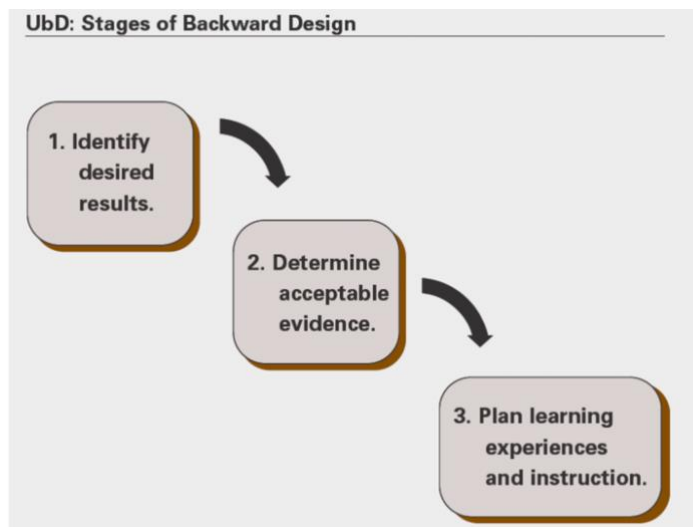 UbD: Stages of Backward Design
1. Identify
desired
results.
2. Determine
acceptable
evidence.
3. Plan learning
experiences
and instruction.